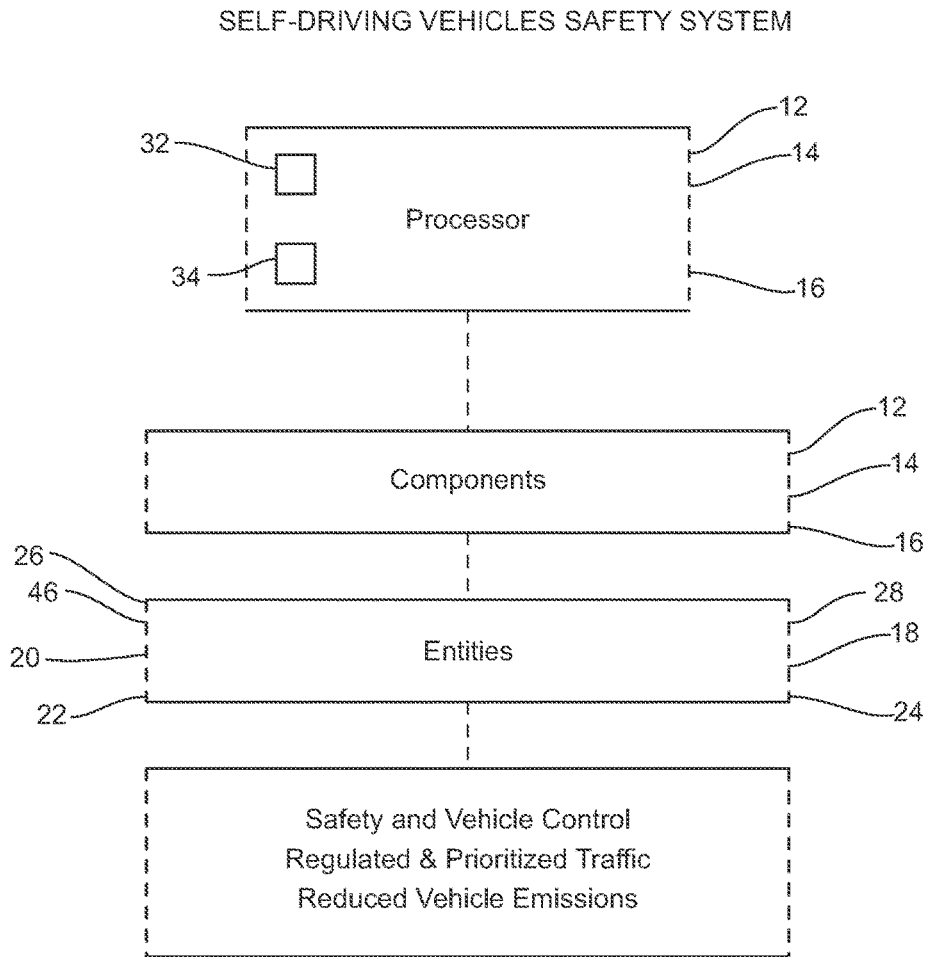 SELF-DRIVING VEHICLES SAFETY SYSTEM
12
32
14
Processor
34
16
12
Components
14
16
26
46
28
Entities
18
20
22
24
Safety and Vehicle Control
Regulated & Prioritized Traffic
Reduced Vehicle Emissions